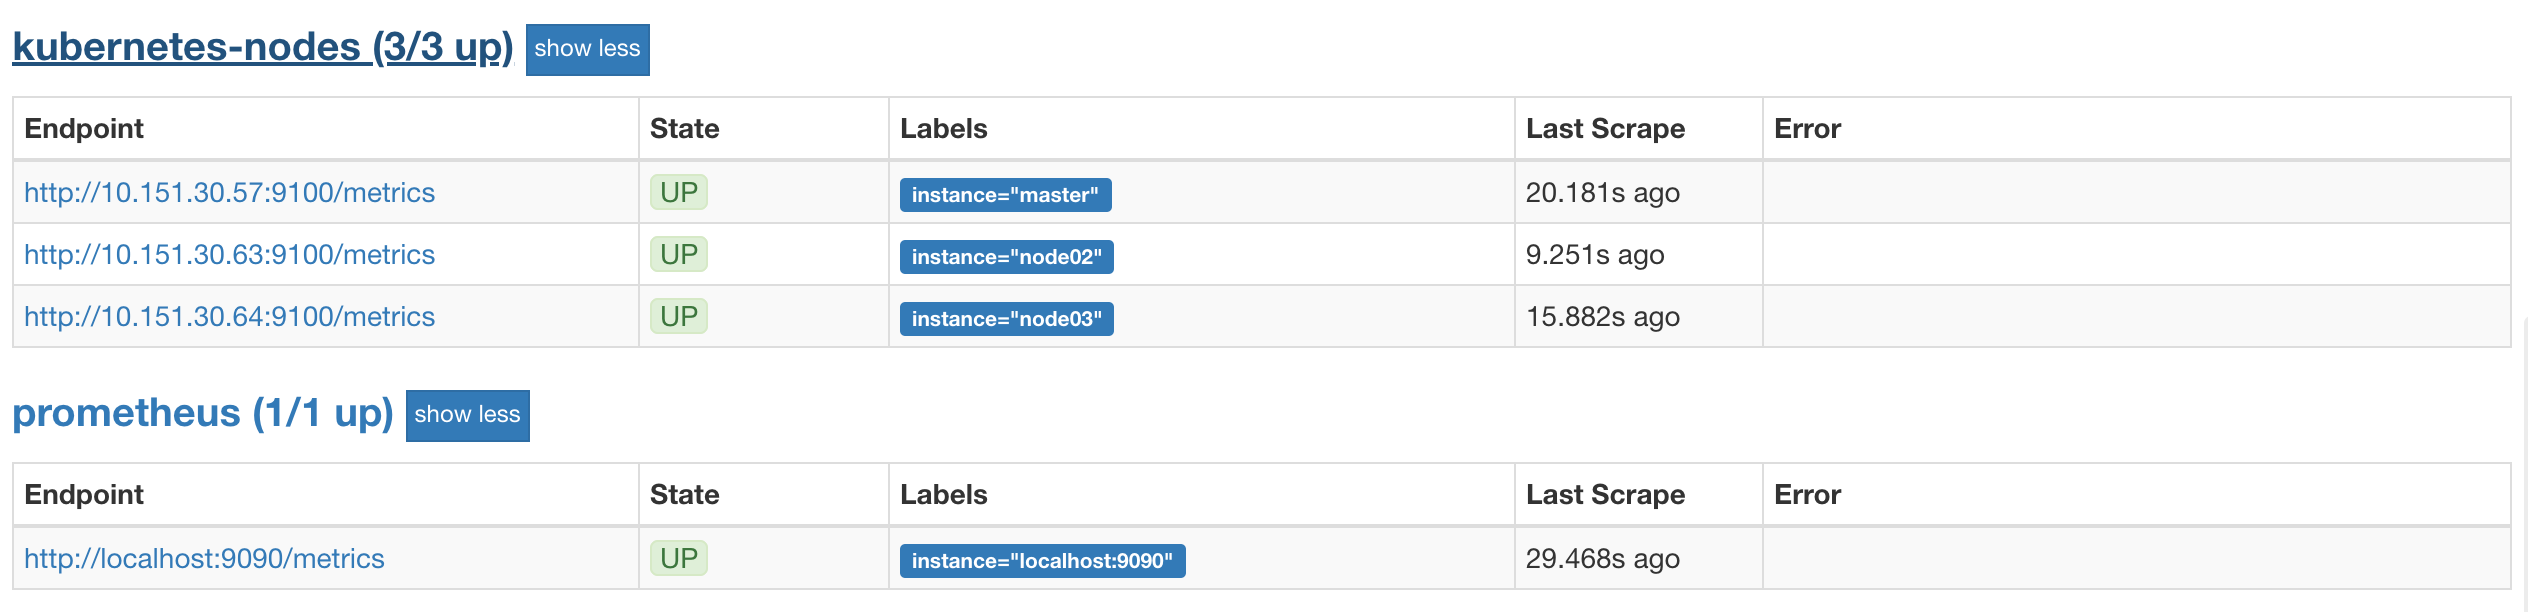 kubernetes-nodes (3/3 up) show less
Endpoint State Labels Last Scrape Error
http://10.151.30.57:9100/metrics UP instance="master" 20.181s ago
http://10.151.30.63:9100/metrics UP instance="node02" 9.251s ago
http://10.151.30.64:9100/metrics UP instance="node03" 15.882s ago
prometheus (1/1 up) show less
Endpoint State Labels Last Scrape Error
http://localhost:9090/metrics UP instance="localhost:9090" 29.468s ago